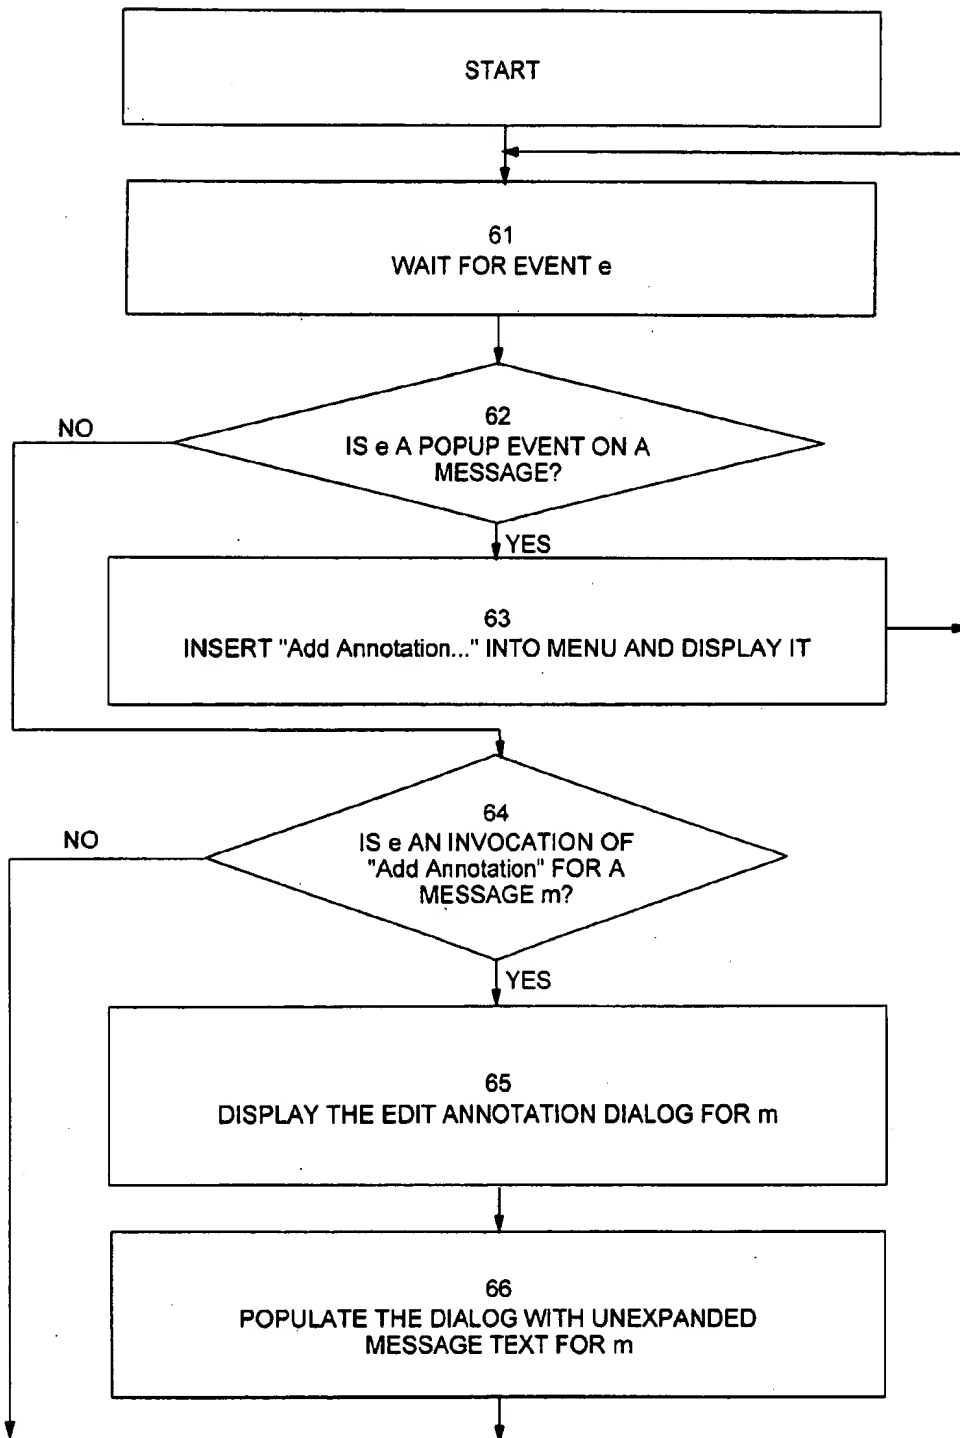 START
61
WAIT FOR EVENT e
62
IS e A POPUP EVENT ON A
MESSAGE?
NO
YES
63
INSERT "Add Annotation..." INTO MENU AND DISPLAY IT
64
IS e AN INVOCATION OF
"Add Annotation" FOR A
MESSAGE m?
NO
YES
65
DISPLAY THE EDIT ANNOTATION DIALOG FOR m
66
POPULATE THE DIALOG WITH UNEXPANDED
MESSAGE TEXT FOR m